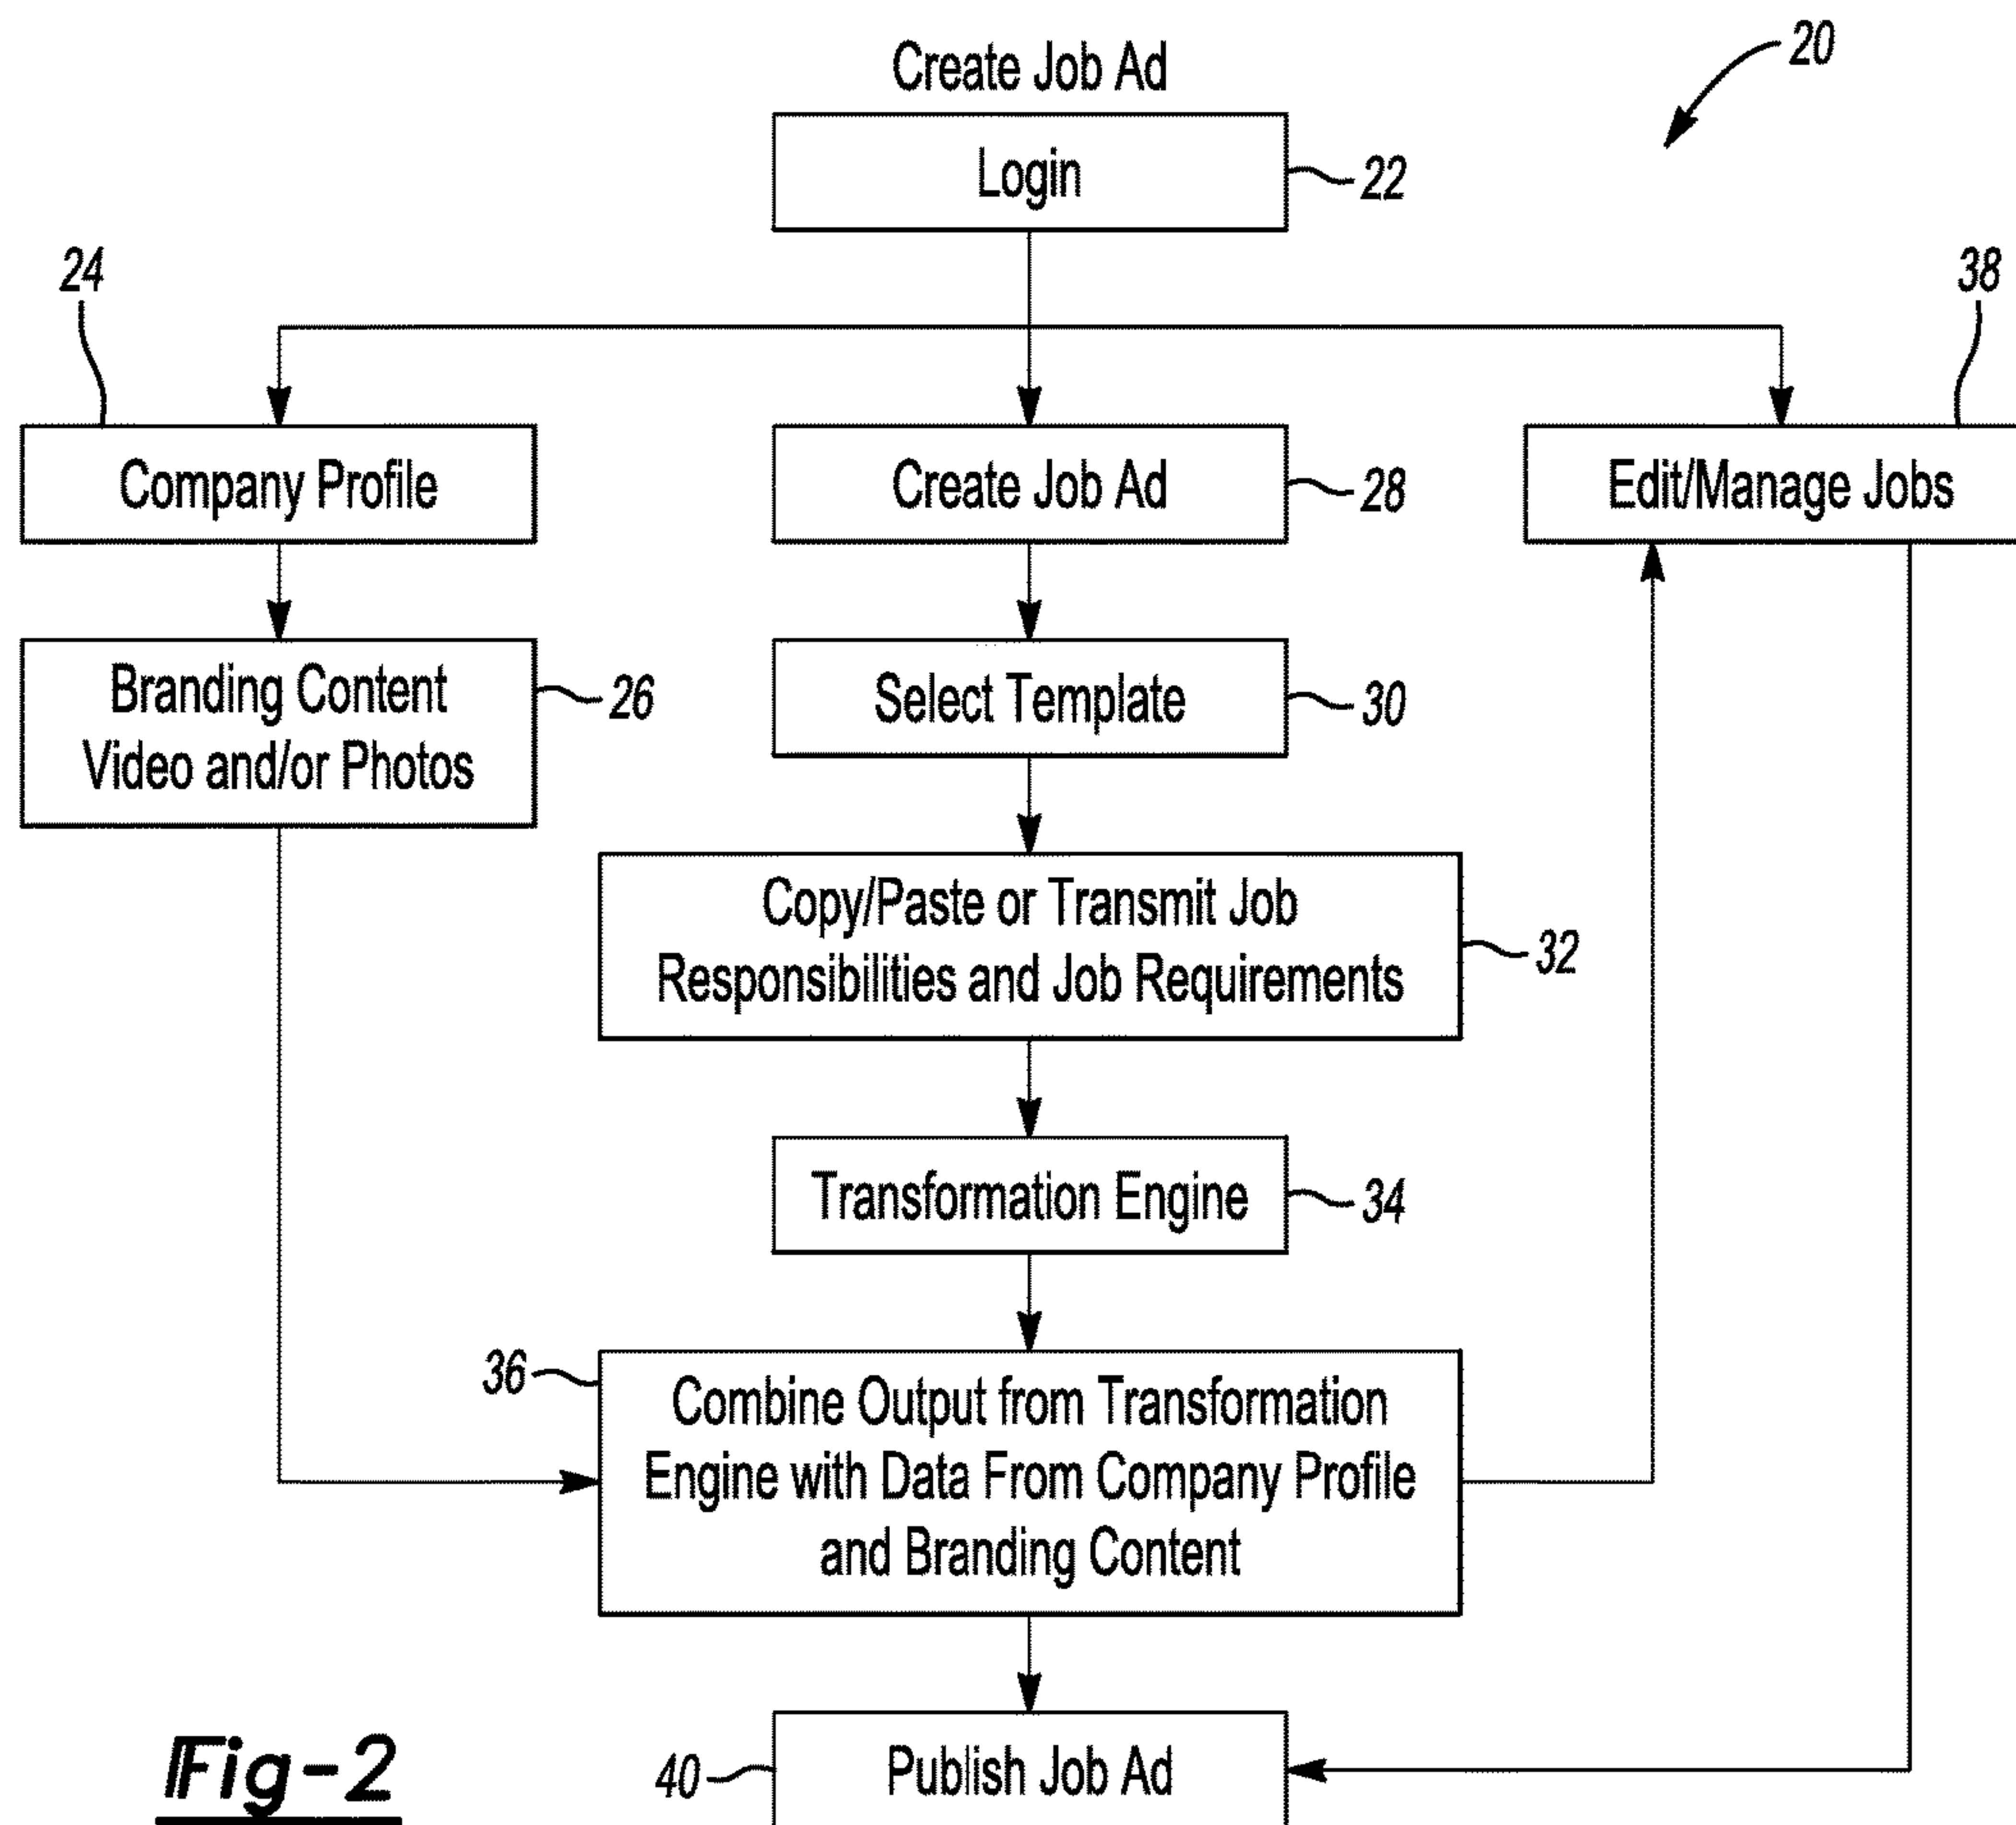 Create Job Ad
20
Login
22
24
38
Company Profile
Create Job Ad
28
Edit/Manage Jobs
Branding Content
Video and/or Photos
26
Select Template
30
Copy/Paste or Transmit Job
Responsibilities and Job Requirements
32
Transformation Engine
34
36
Combine Output from Transformation
Engine with Data From Company Profile
and Branding Content
40
Publish Job Ad
Fig-2